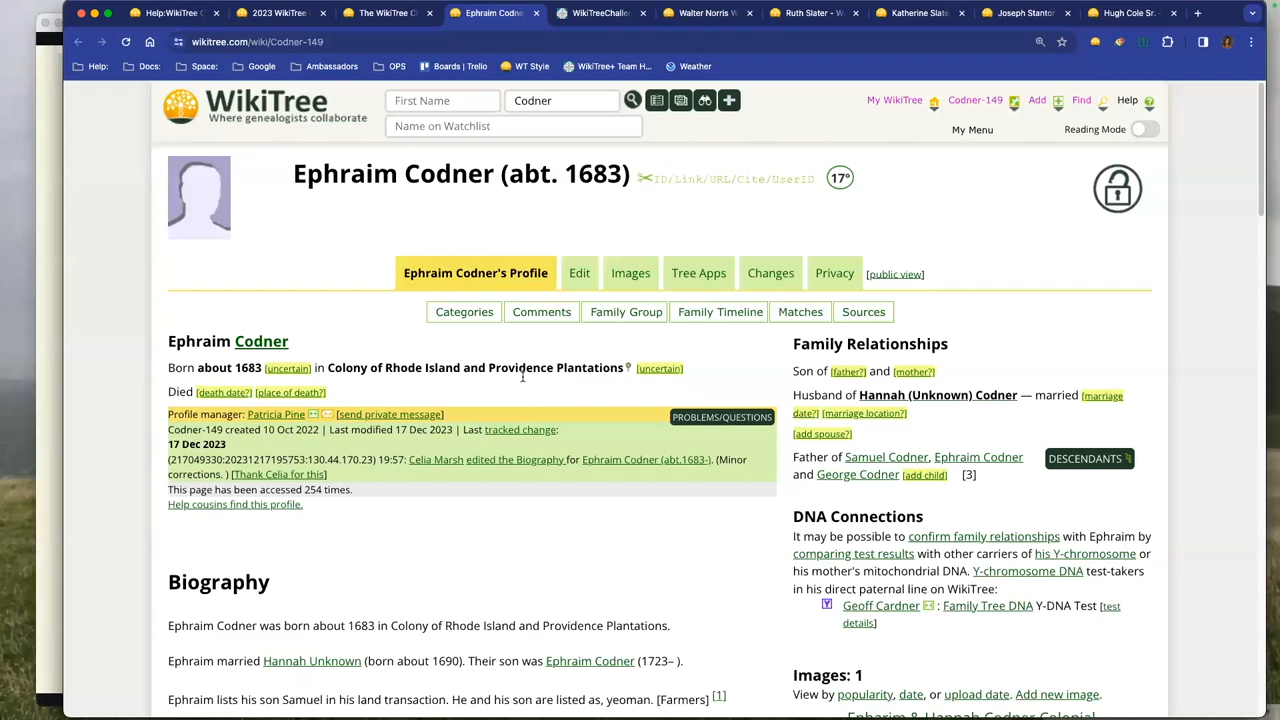 Help:WikiTree C
2023 WikiTree
The WikiTree C
Ephraim Codner
WikiTreeChallen
Walter Norris W
Ruth Slater - W
Katherine Slate
Joseph Stanton
Hugh Cole Sr. -
wikitree.com/wiki/Codner-149
Help: Docs: Space: Google Ambassadors OPS Boards | Trello WT Style WikiTree+ Team H... Weather
WikiTree
Where genealogists collaborate
First Name Codner
Name on Watchlist
My WikiTree Codner-149 Add Find Help
My Menu Reading Mode
Ephraim Codner (abt. 1683) ID/Link/URL/Cite/UserID 17°
Ephraim Codner's Profile Edit Images Tree Apps Changes Privacy [public view]
Categories Comments Family Group Family Timeline Matches Sources
Ephraim Codner
Born about 1683 [uncertain] in Colony of Rhode Island and Providence Plantations [uncertain]
Died [death date?] [place of death?]
Profile manager: Patricia Pine [send private message]
PROBLEMS/QUESTIONS
Codner-149 created 10 Oct 2022 | Last modified 17 Dec 2023 | Last tracked change:
17 Dec 2023
(217049330:20231217195753:130.44.170.23) 19:57: Celia Marsh edited the Biography for Ephraim Codner (abt.1683-). (Minor
corrections. ) [Thank Celia for this]
This page has been accessed 254 times.
Help cousins find this profile.
Biography
Ephraim Codner was born about 1683 in Colony of Rhode Island and Providence Plantations.
Ephraim married Hannah Unknown (born about 1690). Their son was Ephraim Codner (1723– ).
Ephraim lists his son Samuel in his land transaction. He and his son are listed as, yeoman. [Farmers] [1]
Family Relationships
Son of [father?] and [mother?]
Husband of Hannah (Unknown) Codner — married [marriage
date?] [marriage location?]
[add spouse?]
Father of Samuel Codner, Ephraim Codner
and George Codner [add child] [3]
DESCENDANTS
DNA Connections
It may be possible to confirm family relationships with Ephraim by
comparing test results with other carriers of his Y-chromosome or
his mother's mitochondrial DNA. Y-chromosome DNA test-takers
in his direct paternal line on WikiTree:
Y Geoff Cardner : Family Tree DNA Y-DNA Test [test
details]
Images: 1
View by popularity, date, or upload date. Add new image.
Epharim & Hannah Codner Colonial